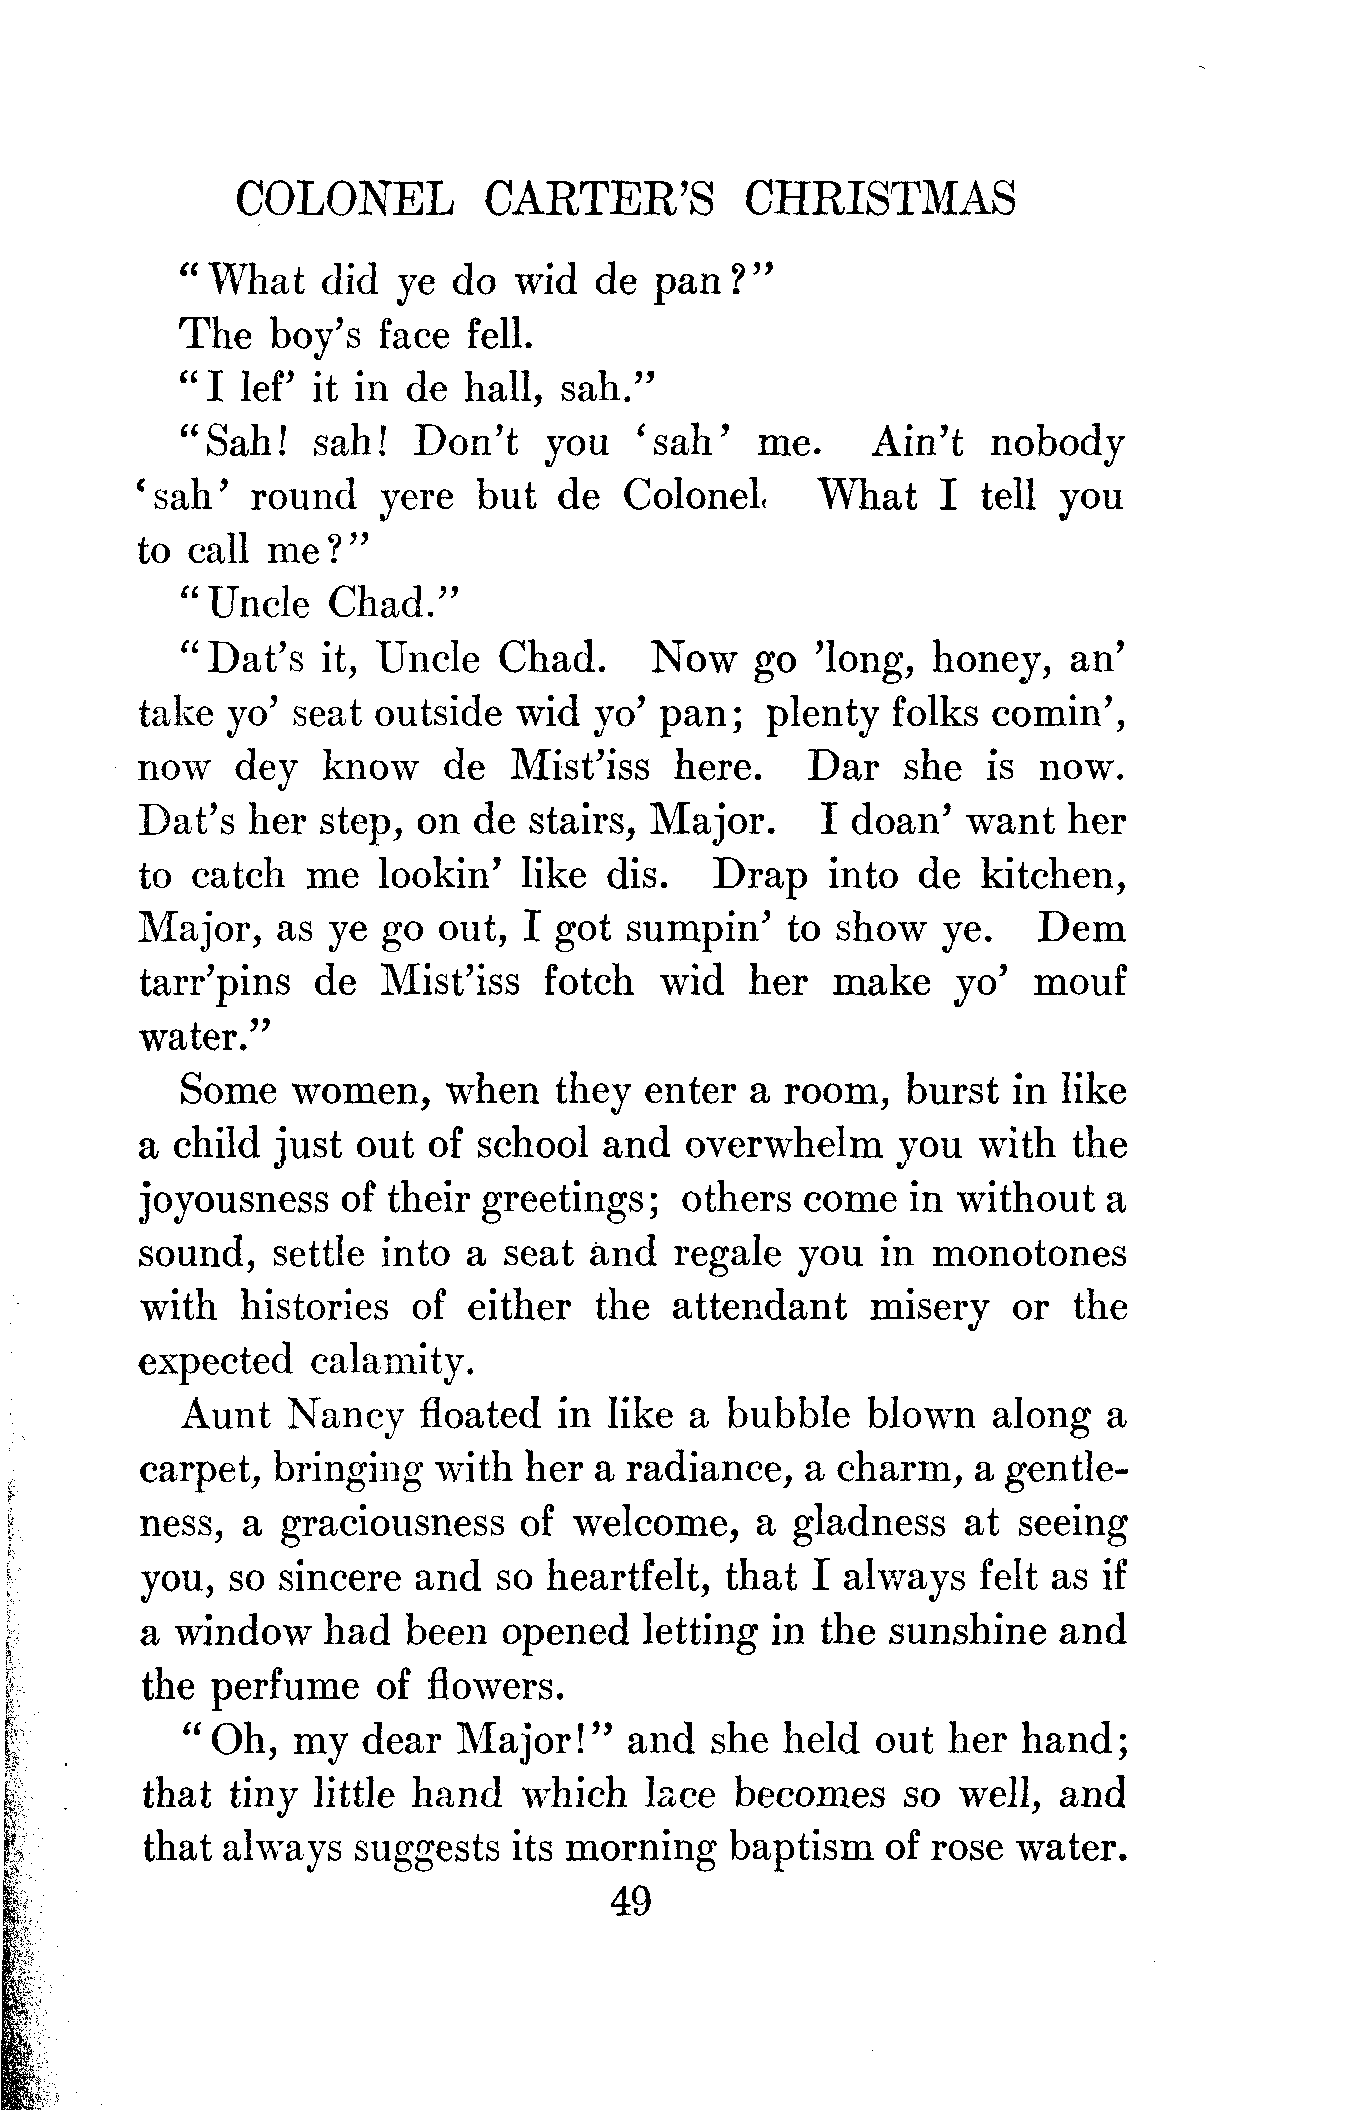 COLONEL CARTER'S CHRISTMAS
"What did ye do wid de pan?"
The boy's face fell.
"I lef' it in de hall, sah."
"Sah! sah! Don't you 'sah' me. Ain't nobody
'sah' round yere but de Colonel. What I tell you
to call me?"
"Uncle Chad."
"Dat's it, Uncle Chad. Now go 'long, honey, an'
take yo' seat outside wid yo' pan; plenty folks comin',
now dey know de Mist'iss here. Dar she is now.
Dat's her step, on de stairs, Major. I doan' want her
to catch me lookin' like dis. Drap into de kitchen,
Major, as ye go out, I got sumpin' to show ye. Dem
tarr'pins de Mist'iss fotch wid her make yo' mouf
water."
Some women, when they enter a room, burst in like
a child just out of school and overwhelm you with the
joyousness of their greetings; others come in without a
sound, settle into a seat and regale you in monotones
with histories of either the attendant misery or the
expected calamity.
Aunt Nancy floated in like a bubble blown along a
carpet, bringing with her a radiance, a charm, a gentle-
ness, a graciousness of welcome, a gladness at seeing
you, so sincere and so heartfelt, that I always felt as if
a window had been opened letting in the sunshine and
the perfume of flowers.
"Oh, my dear Major!" and she held out her hand;
that tiny little hand which lace becomes so well, and
that always suggests its morning baptism of rose water.
49